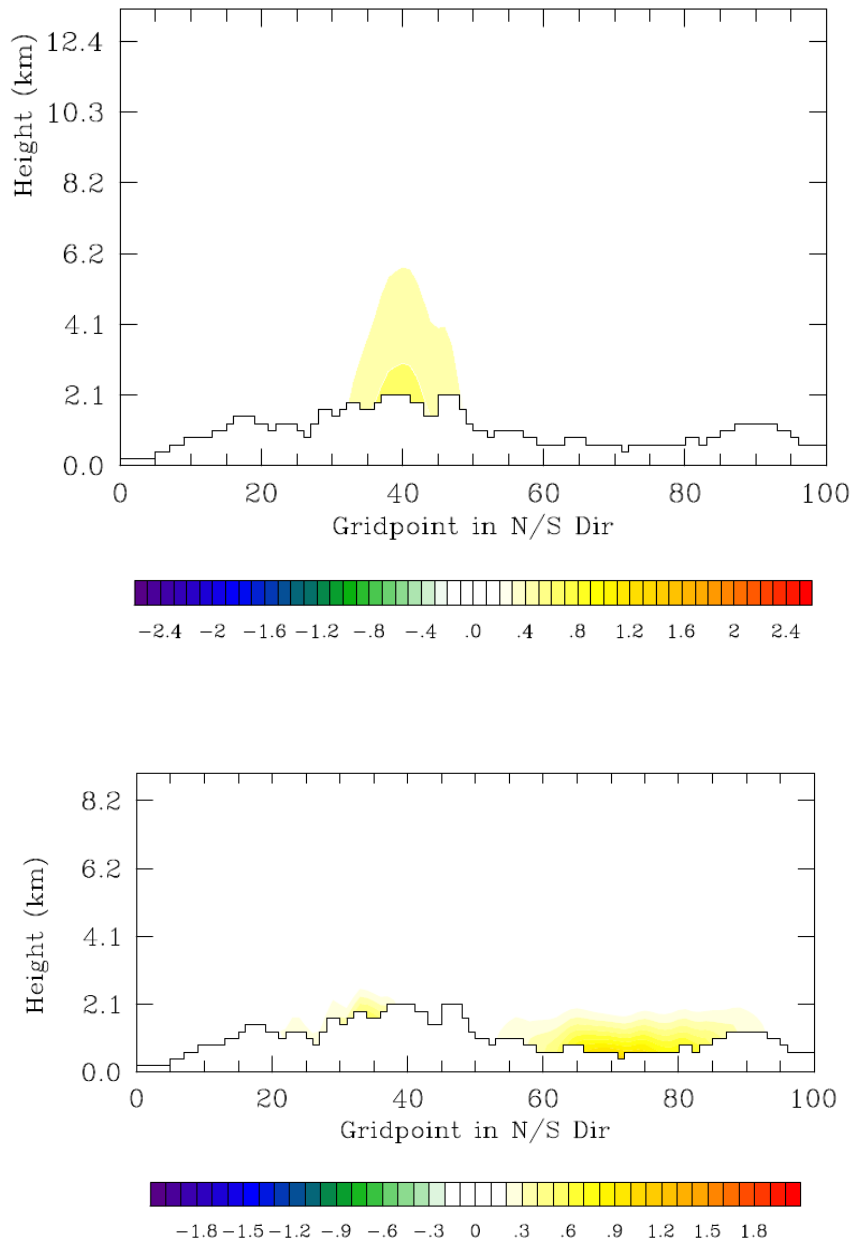 12.4
10.3
8.2
6.2
4.1
2.1
0.0
Height (km)
0 20 40 60 80 100
Gridpoint in N/S Dir
-2.4 -2 -1.6 -1.2 -.8 -.4 .0 .4 .8 1.2 1.6 2 2.4
8.2
6.2
4.1
2.1
0.0
Height (km)
0 20 40 60 80 100
Gridpoint in N/S Dir
-1.8 -1.5 -1.2 -.9 -.6 -.3 0 .3 .6 .9 1.2 1.5 1.8